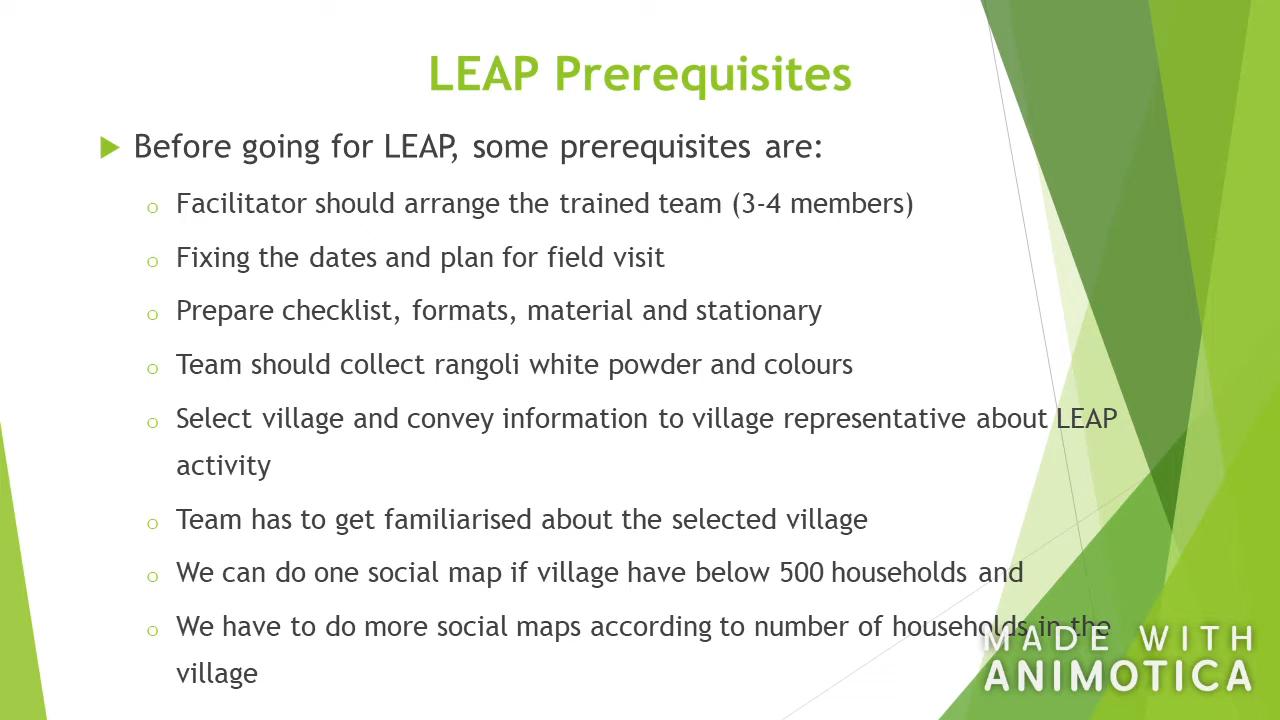 LEAP Prerequisites
Before going for LEAP, some prerequisites are:
Facilitator should arrange the trained team (3-4 members)
Fixing the dates and plan for field visit
Prepare checklist, formats, material and stationary
Team should collect rangoli white powder and colours
Select village and convey information to village representative about LEAP
activity
Team has to get familiarised about the selected village
We can do one social map if village have below 500 households and
We have to do more social maps according to number of households in the
village
MADE WITH
ANIMOTICA